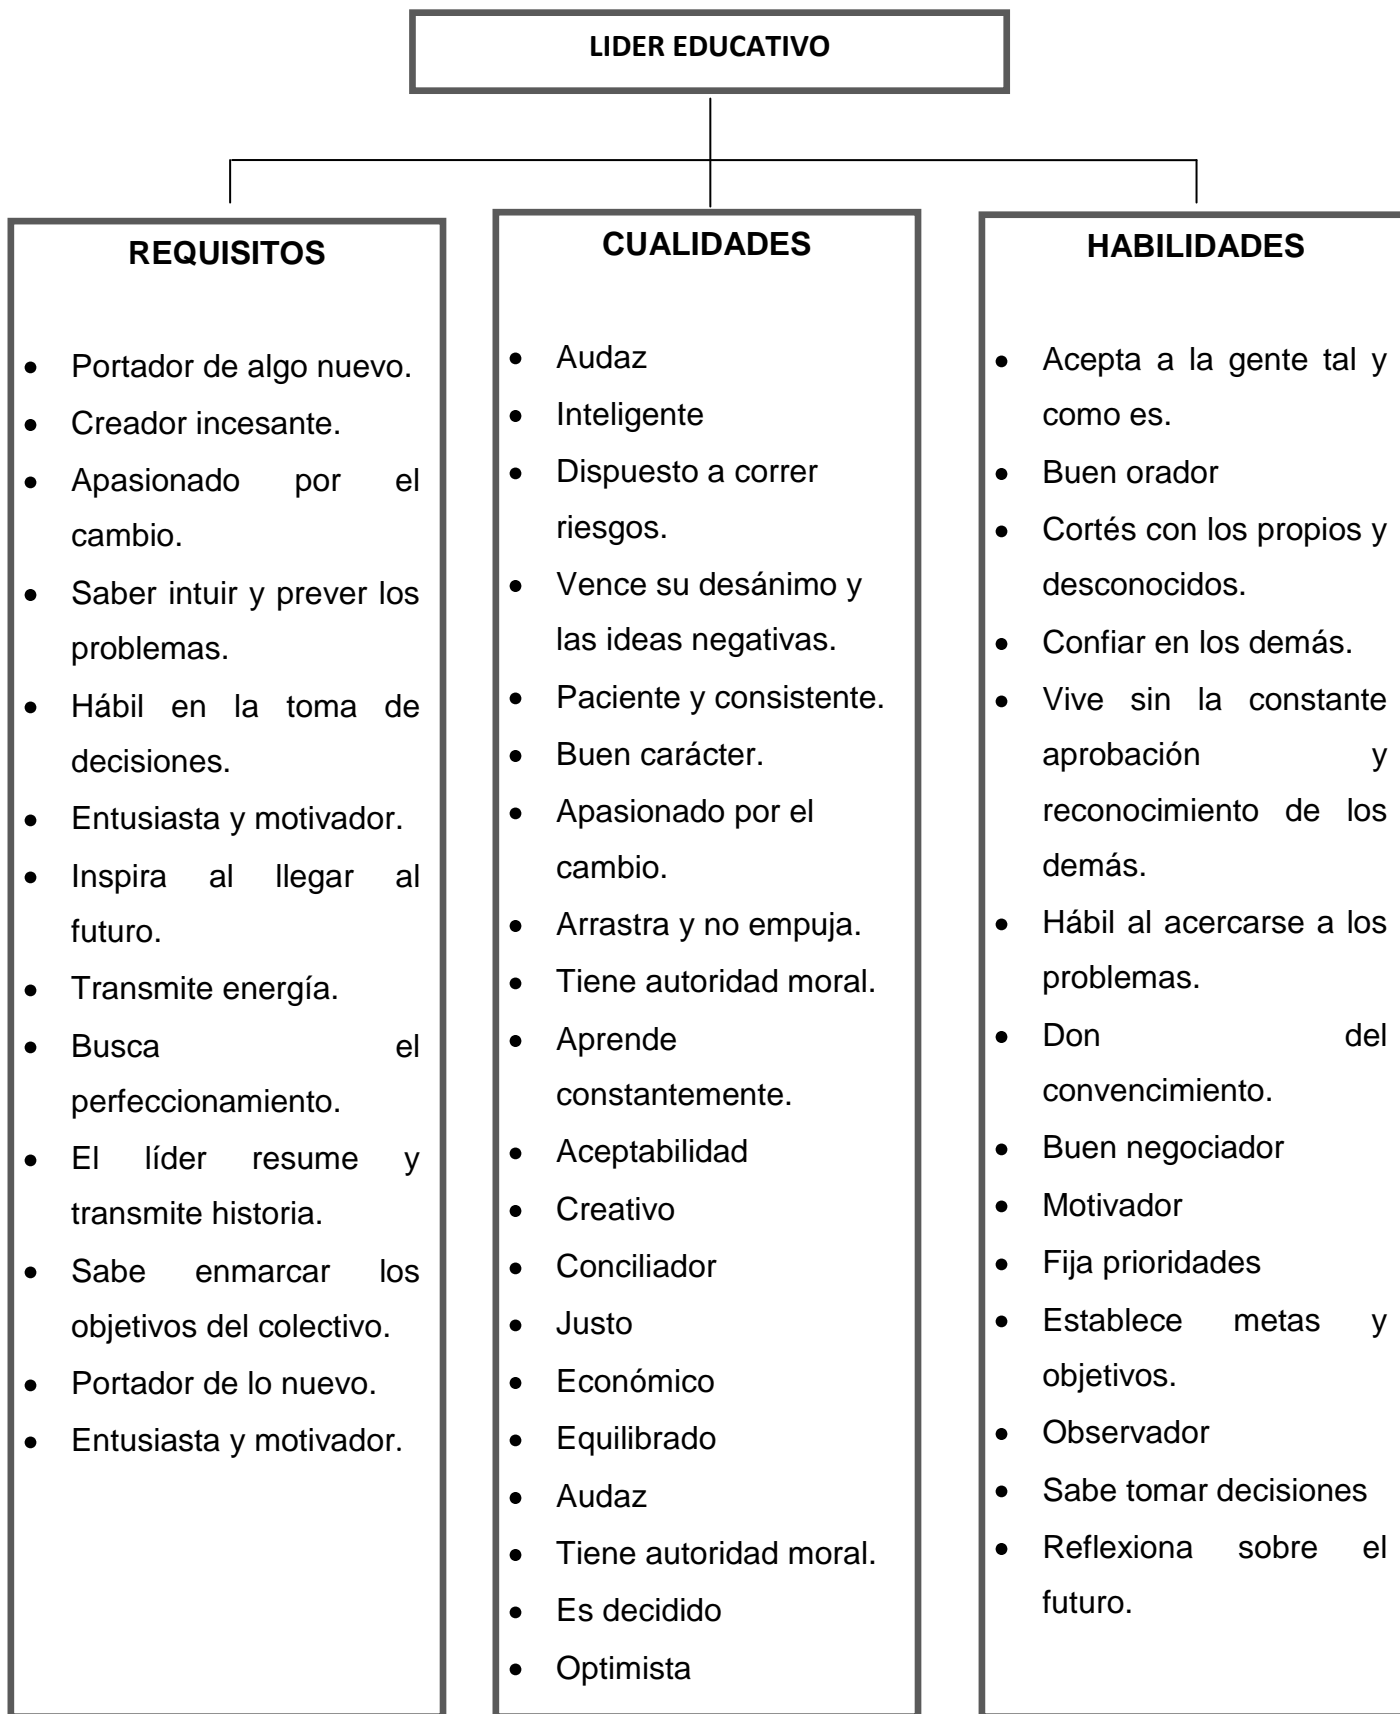 LIDER EDUCATIVO
REQUISITOS
• Portador de algo nuevo.
• Creador incesante.
• Apasionado por el
cambio.
• Saber intuir y prever los
problemas.
• Hábil en la toma de
decisiones.
• Entusiasta y motivador.
• Inspira al llegar al
futuro.
• Transmite energía.
• Busca el
perfeccionamiento.
• El líder resume y
transmite historia.
• Sabe enmarcar los
objetivos del colectivo.
• Portador de lo nuevo.
• Entusiasta y motivador.
CUALIDADES
• Audaz
• Inteligente
• Dispuesto a correr
riesgos.
• Vence su desánimo y
las ideas negativas.
• Paciente y consistente.
• Buen carácter.
• Apasionado por el
cambio.
• Arrastra y no empuja.
• Tiene autoridad moral.
• Aprende
constantemente.
• Aceptabilidad
• Creativo
• Conciliador
• Justo
• Económico
• Equilibrado
• Audaz
• Tiene autoridad moral.
• Es decidido
• Optimista
HABILIDADES
• Acepta a la gente tal y
como es.
• Buen orador
• Cortés con los propios y
desconocidos.
• Confiar en los demás.
• Vive sin la constante
aprobación y
reconocimiento de los
demás.
• Hábil al acercarse a los
problemas.
• Don del
convencimiento.
• Buen negociador
• Motivador
• Fija prioridades
• Establece metas y
objetivos.
• Observador
• Sabe tomar decisiones
• Reflexiona sobre el
futuro.